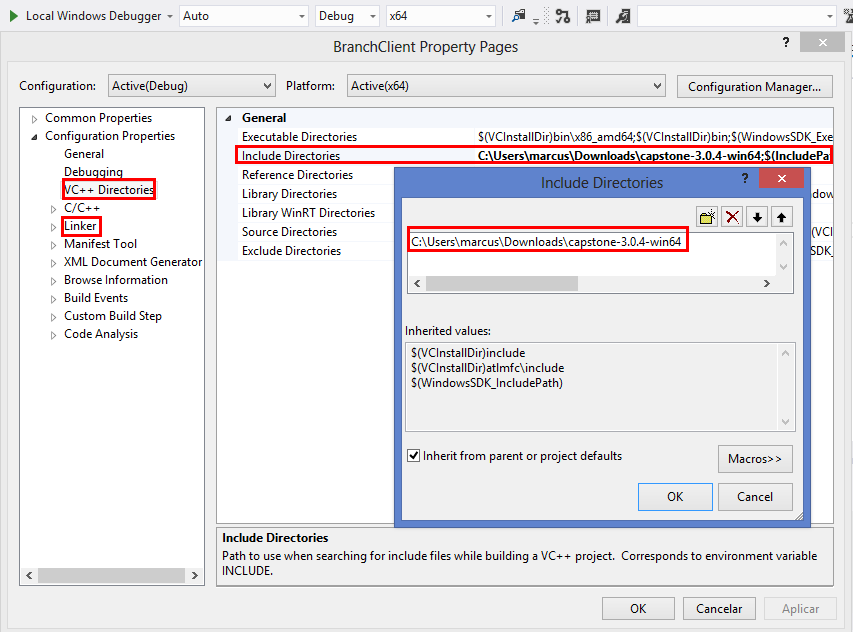 Local Windows Debugger Auto Debug x64
BranchClient Property Pages ?
Configuration: Active(Debug) Platform: Active(x64) Configuration Manager...
Common Properties
Configuration Properties
General
Debugging
VC++ Directories
C/C++
Linker
Manifest Tool
XML Document Generator
Browse Information
Build Events
Custom Build Step
Code Analysis
General
Executable Directories $(VCInstallDir)bin\x86_amd64;$(VCInstallDir)bin;$(WindowsSDK_Exe
Include Directories C:\Users\marcus\Downloads\capstone-3.0.4-win64;$(IncludePa
Reference Directories
Library Directories
Library WinRT Directories
Source Directories
Exclude Directories
Include Directories ?
C:\Users\marcus\Downloads\capstone-3.0.4-win64
Inherited values:
$(VCInstallDir)include
$(VCInstallDir)atlmfc\include
$(WindowsSDK_IncludePath)
Inherit from parent or project defaults
Macros>>
OK Cancel
Include Directories
Path to use when searching for include files while building a VC++ project. Corresponds to environment variable
INCLUDE.
OK Cancelar Aplicar